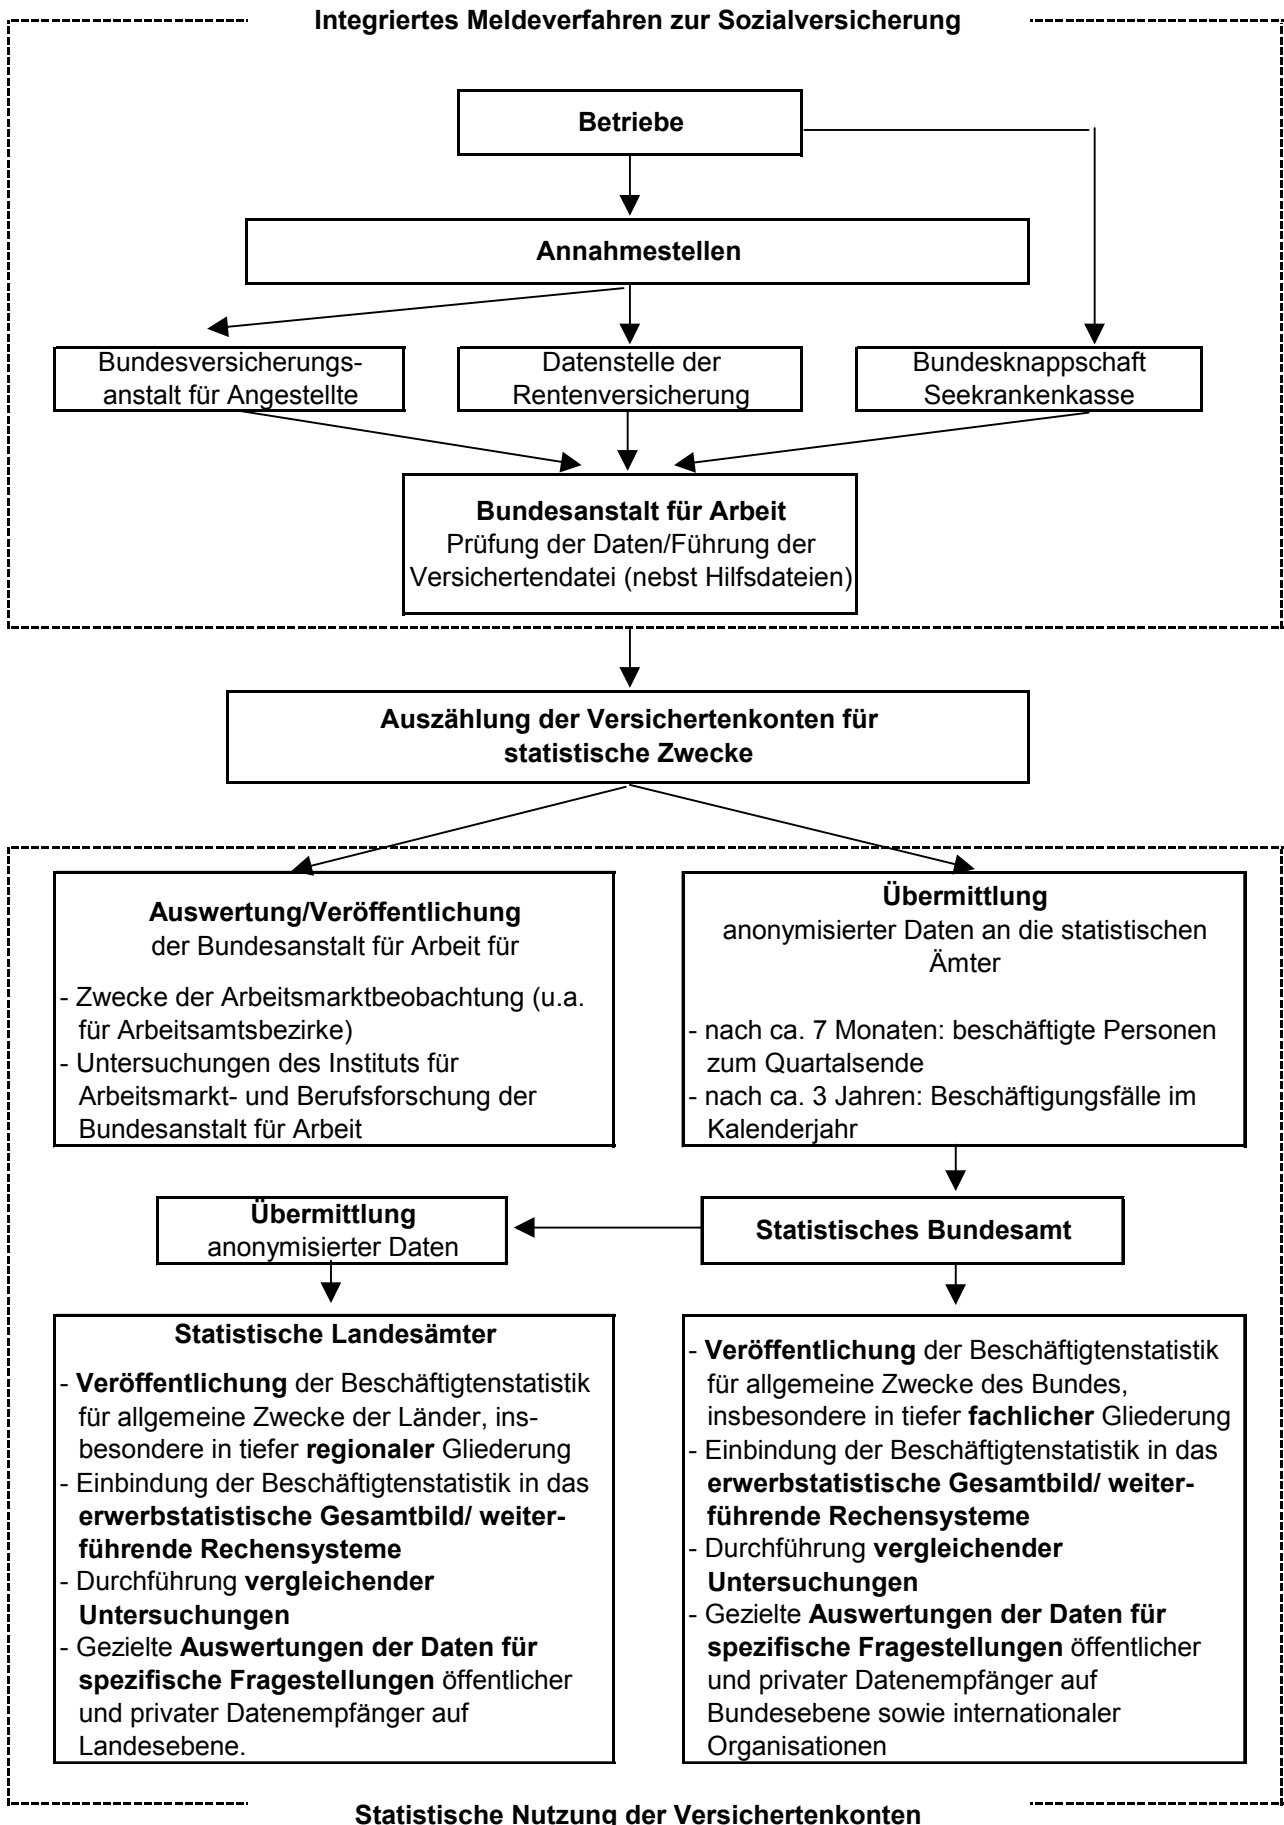 Integriertes Meldeverfahren zur Sozialversicherung
Betriebe
Annahmestellen
Bundesversicherungs-
anstalt für Angestellte
Datenstelle der
Rentenversicherung
Bundesknappschaft
Seekrankenkasse
Bundesanstalt für Arbeit
Prüfung der Daten/Führung der
Versichertendatei (nebst Hilfsdateien)
Auszählung der Versichertenkonten für
statistische Zwecke
Auswertung/Veröffentlichung
der Bundesanstalt für Arbeit für
- Zwecke der Arbeitsmarktbeobachtung (u.a.
für Arbeitsamtsbezirke)
- Untersuchungen des Instituts für
Arbeitsmarkt- und Berufsforschung der
Bundesanstalt für Arbeit
Übermittlung
anonymisierter Daten an die statistischen
Ämter
- nach ca. 7 Monaten: beschäftigte Personen
zum Quartalsende
- nach ca. 3 Jahren: Beschäftigungsfälle im
Kalenderjahr
Übermittlung
anonymisierter Daten
Statistisches Bundesamt
Statistische Landesämter
- Veröffentlichung der Beschäftigtenstatistik
für allgemeine Zwecke der Länder, ins-
besondere in tiefer regionaler Gliederung
- Einbindung der Beschäftigtenstatistik in das
erwerbstatistische Gesamtbild/ weiter-
führende Rechensysteme
- Durchführung vergleichender
Untersuchungen
- Gezielte Auswertungen der Daten für
spezifische Fragestellungen öffentlicher
und privater Datenempfänger auf
Landesebene.
- Veröffentlichung der Beschäftigtenstatistik
für allgemeine Zwecke des Bundes,
insbesondere in tiefer fachlicher Gliederung
- Einbindung der Beschäftigtenstatistik in das
erwerbstatistische Gesamtbild/ weiter-
führende Rechensysteme
- Durchführung vergleichender
Untersuchungen
- Gezielte Auswertungen der Daten für
spezifische Fragestellungen öffentlicher
und privater Datenempfänger auf
Bundesebene sowie internationaler
Organisationen
Statistische Nutzung der Versichertenkonten